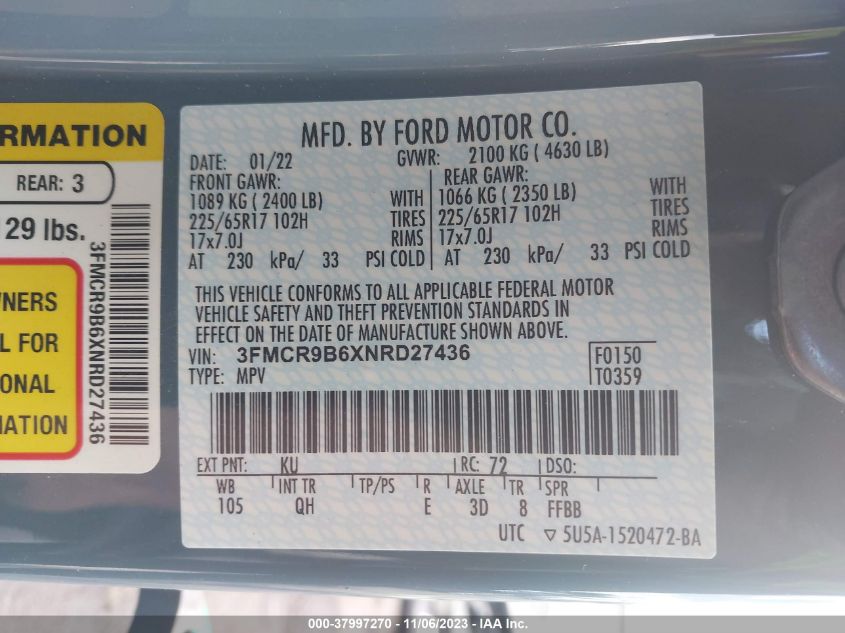 RMATION
REAR: 3
129 lbs.
3FMCR9B6XNRD27436
WNERS
L FOR
ONAL
MATION
MFD. BY FORD MOTOR CO.
DATE: 01/22 GVWR: 2100 KG ( 4630 LB)
FRONT GAWR: REAR GAWR:
1089 KG ( 2400 LB) WITH 1066 KG ( 2350 LB) WITH
225/65R17 102H TIRES 225/65R17 102H TIRES
17x7.0J RIMS 17x7.0J RIMS
AT 230 kPa/ 33 PSI COLD AT 230 kPa/ 33 PSI COLD
THIS VEHICLE CONFORMS TO ALL APPLICABLE FEDERAL MOTOR
VEHICLE SAFETY AND THEFT PREVENTION STANDARDS IN
EFFECT ON THE DATE OF MANUFACTURE SHOWN ABOVE.
VIN: 3FMCR9B6XNRD27436 F0150
TYPE: MPV T0359
EXT PNT: KU RC: 72 DSO:
WB INT TR TP/PS R AXLE TR SPR
105 QH E 3D 8 FFBB
UTC ▽ 5U5A-1520472-BA
000-37997270 - 11/06/2023 - IAA Inc.